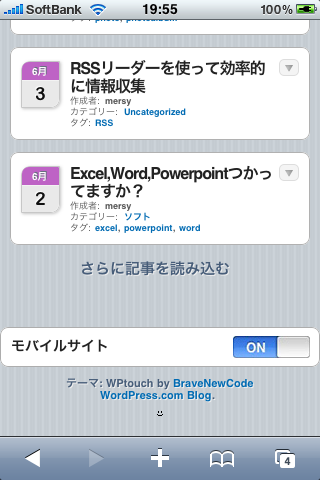 SoftBank 19:55 100%
6月
3
RSSリーダーを使って効率的
に情報収集
作成者: mersy
カテゴリー: Uncategorized
タグ: RSS
6月
2
Excel,Word,Powerpointつかっ
てますか？
作成者: mersy
カテゴリー: ソフト
タグ: excel, powerpoint, word
さらに記事を読み込む
モバイルサイト ON
テーマ: WPtouch by BraveNewCode
WordPress.com Blog.
4